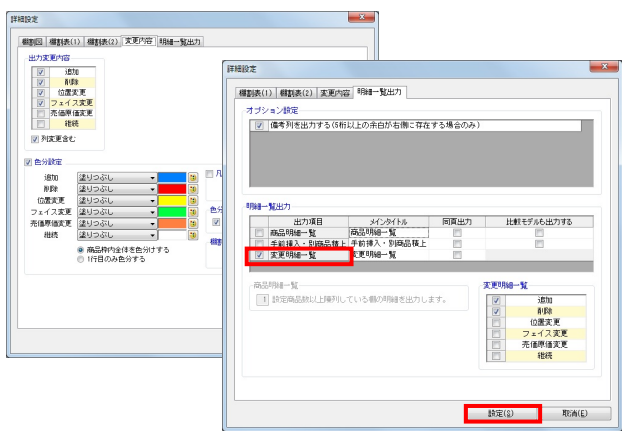 詳細設定
棚割図 棚割表(1) 棚割表(2) 変更内容 明細一覧出力
出力変更内容
追加
削除
位置変更
フェイス変更
売価原価変更
継続
列変更含む
色分設定
追加 塗りつぶし
削除 塗りつぶし
位置変更 塗りつぶし
フェイス変更 塗りつぶし
売価原価変更 塗りつぶし
継続 塗りつぶし
商品枠内全体を色分けする
1行目のみ色分する
詳細設定
棚割表(1) 棚割表(2) 変更内容 明細一覧出力
オプション設定
備考列を出力する(5桁以上の余白が右側に存在する場合のみ)
明細一覧出力
出力項目 メインタイトル 同頁出力 比較モデルも出力する
商品明細一覧 商品明細一覧
手前挿入・別商品積上 手前挿入・別商品積上
変更明細一覧 変更明細一覧
商品明細一覧
1 設定商品数以上陳列している棚の明細を出力します。
変更明細一覧
追加
削除
位置変更
フェイス変更
売価原価変更
継続
設定(S) 取消(E)